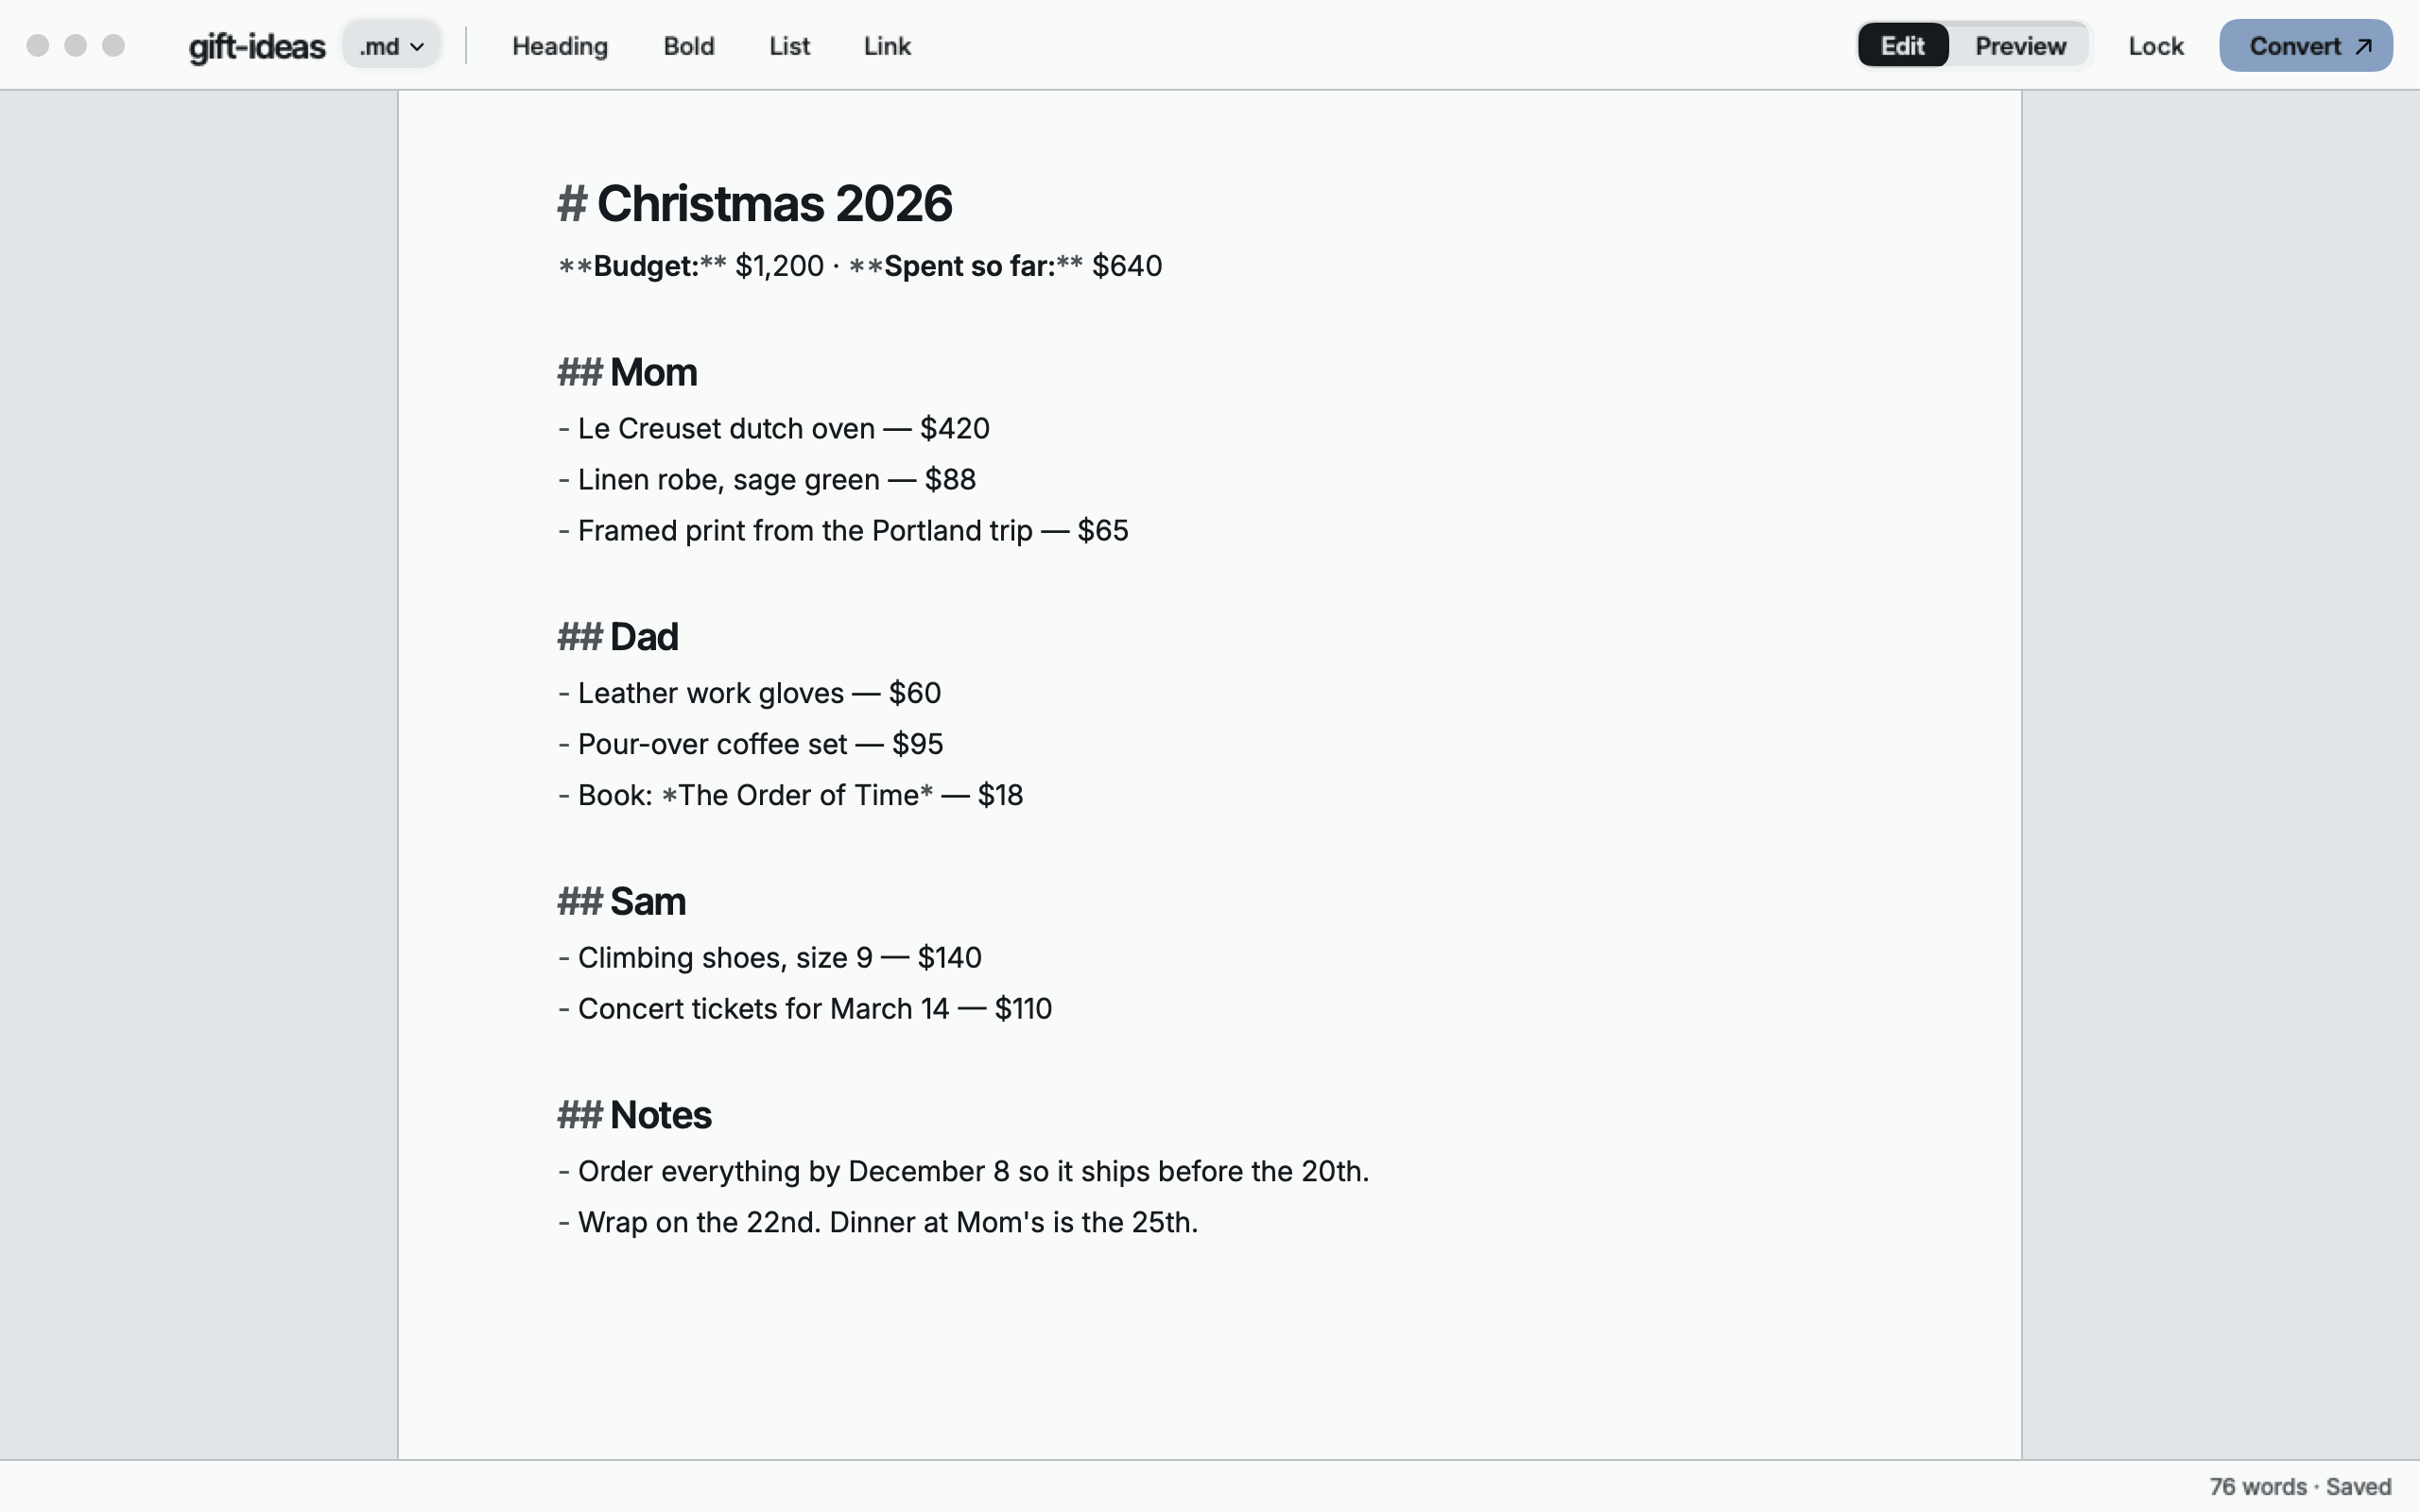 gift-ideas .md Heading Bold List Link Edit Preview Lock Convert ↗
# Christmas 2026
**Budget:** $1,200 · **Spent so far:** $640
## Mom
- Le Creuset dutch oven — $420
- Linen robe, sage green — $88
- Framed print from the Portland trip — $65
## Dad
- Leather work gloves — $60
- Pour-over coffee set — $95
- Book: *The Order of Time* — $18
## Sam
- Climbing shoes, size 9 — $140
- Concert tickets for March 14 — $110
## Notes
- Order everything by December 8 so it ships before the 20th.
- Wrap on the 22nd. Dinner at Mom's is the 25th.
76 words · Saved